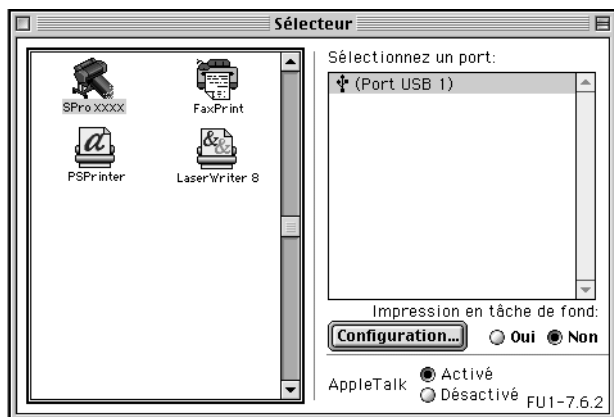 Sélecteur
SPro XXXX
FaxPrint
PSPrinter
LaserWriter 8
Sélectionnez un port:
(Port USB 1)
Impression en tâche de fond:
Configuration...
Oui
Non
AppleTalk
Activé
Désactivé
FU1-7.6.2